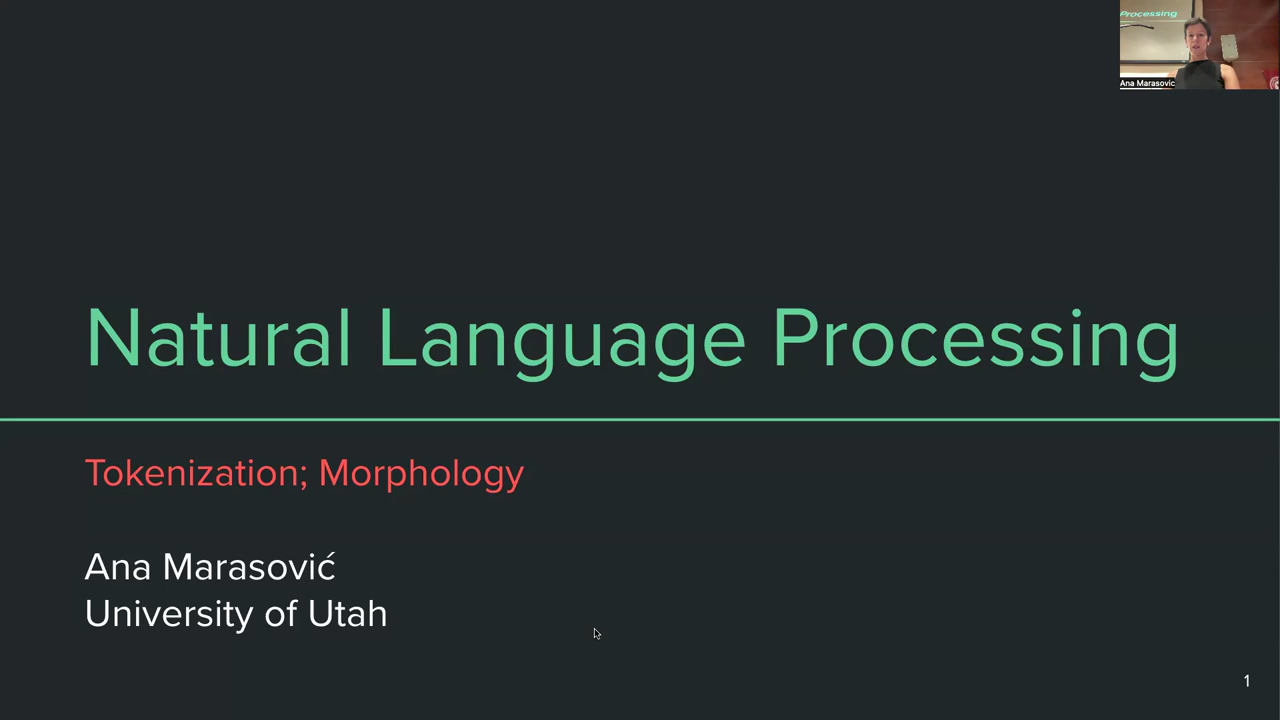 Processing
Ana Marasovic
Natural Language Processing
Tokenization; Morphology
Ana Marasović
University of Utah
1